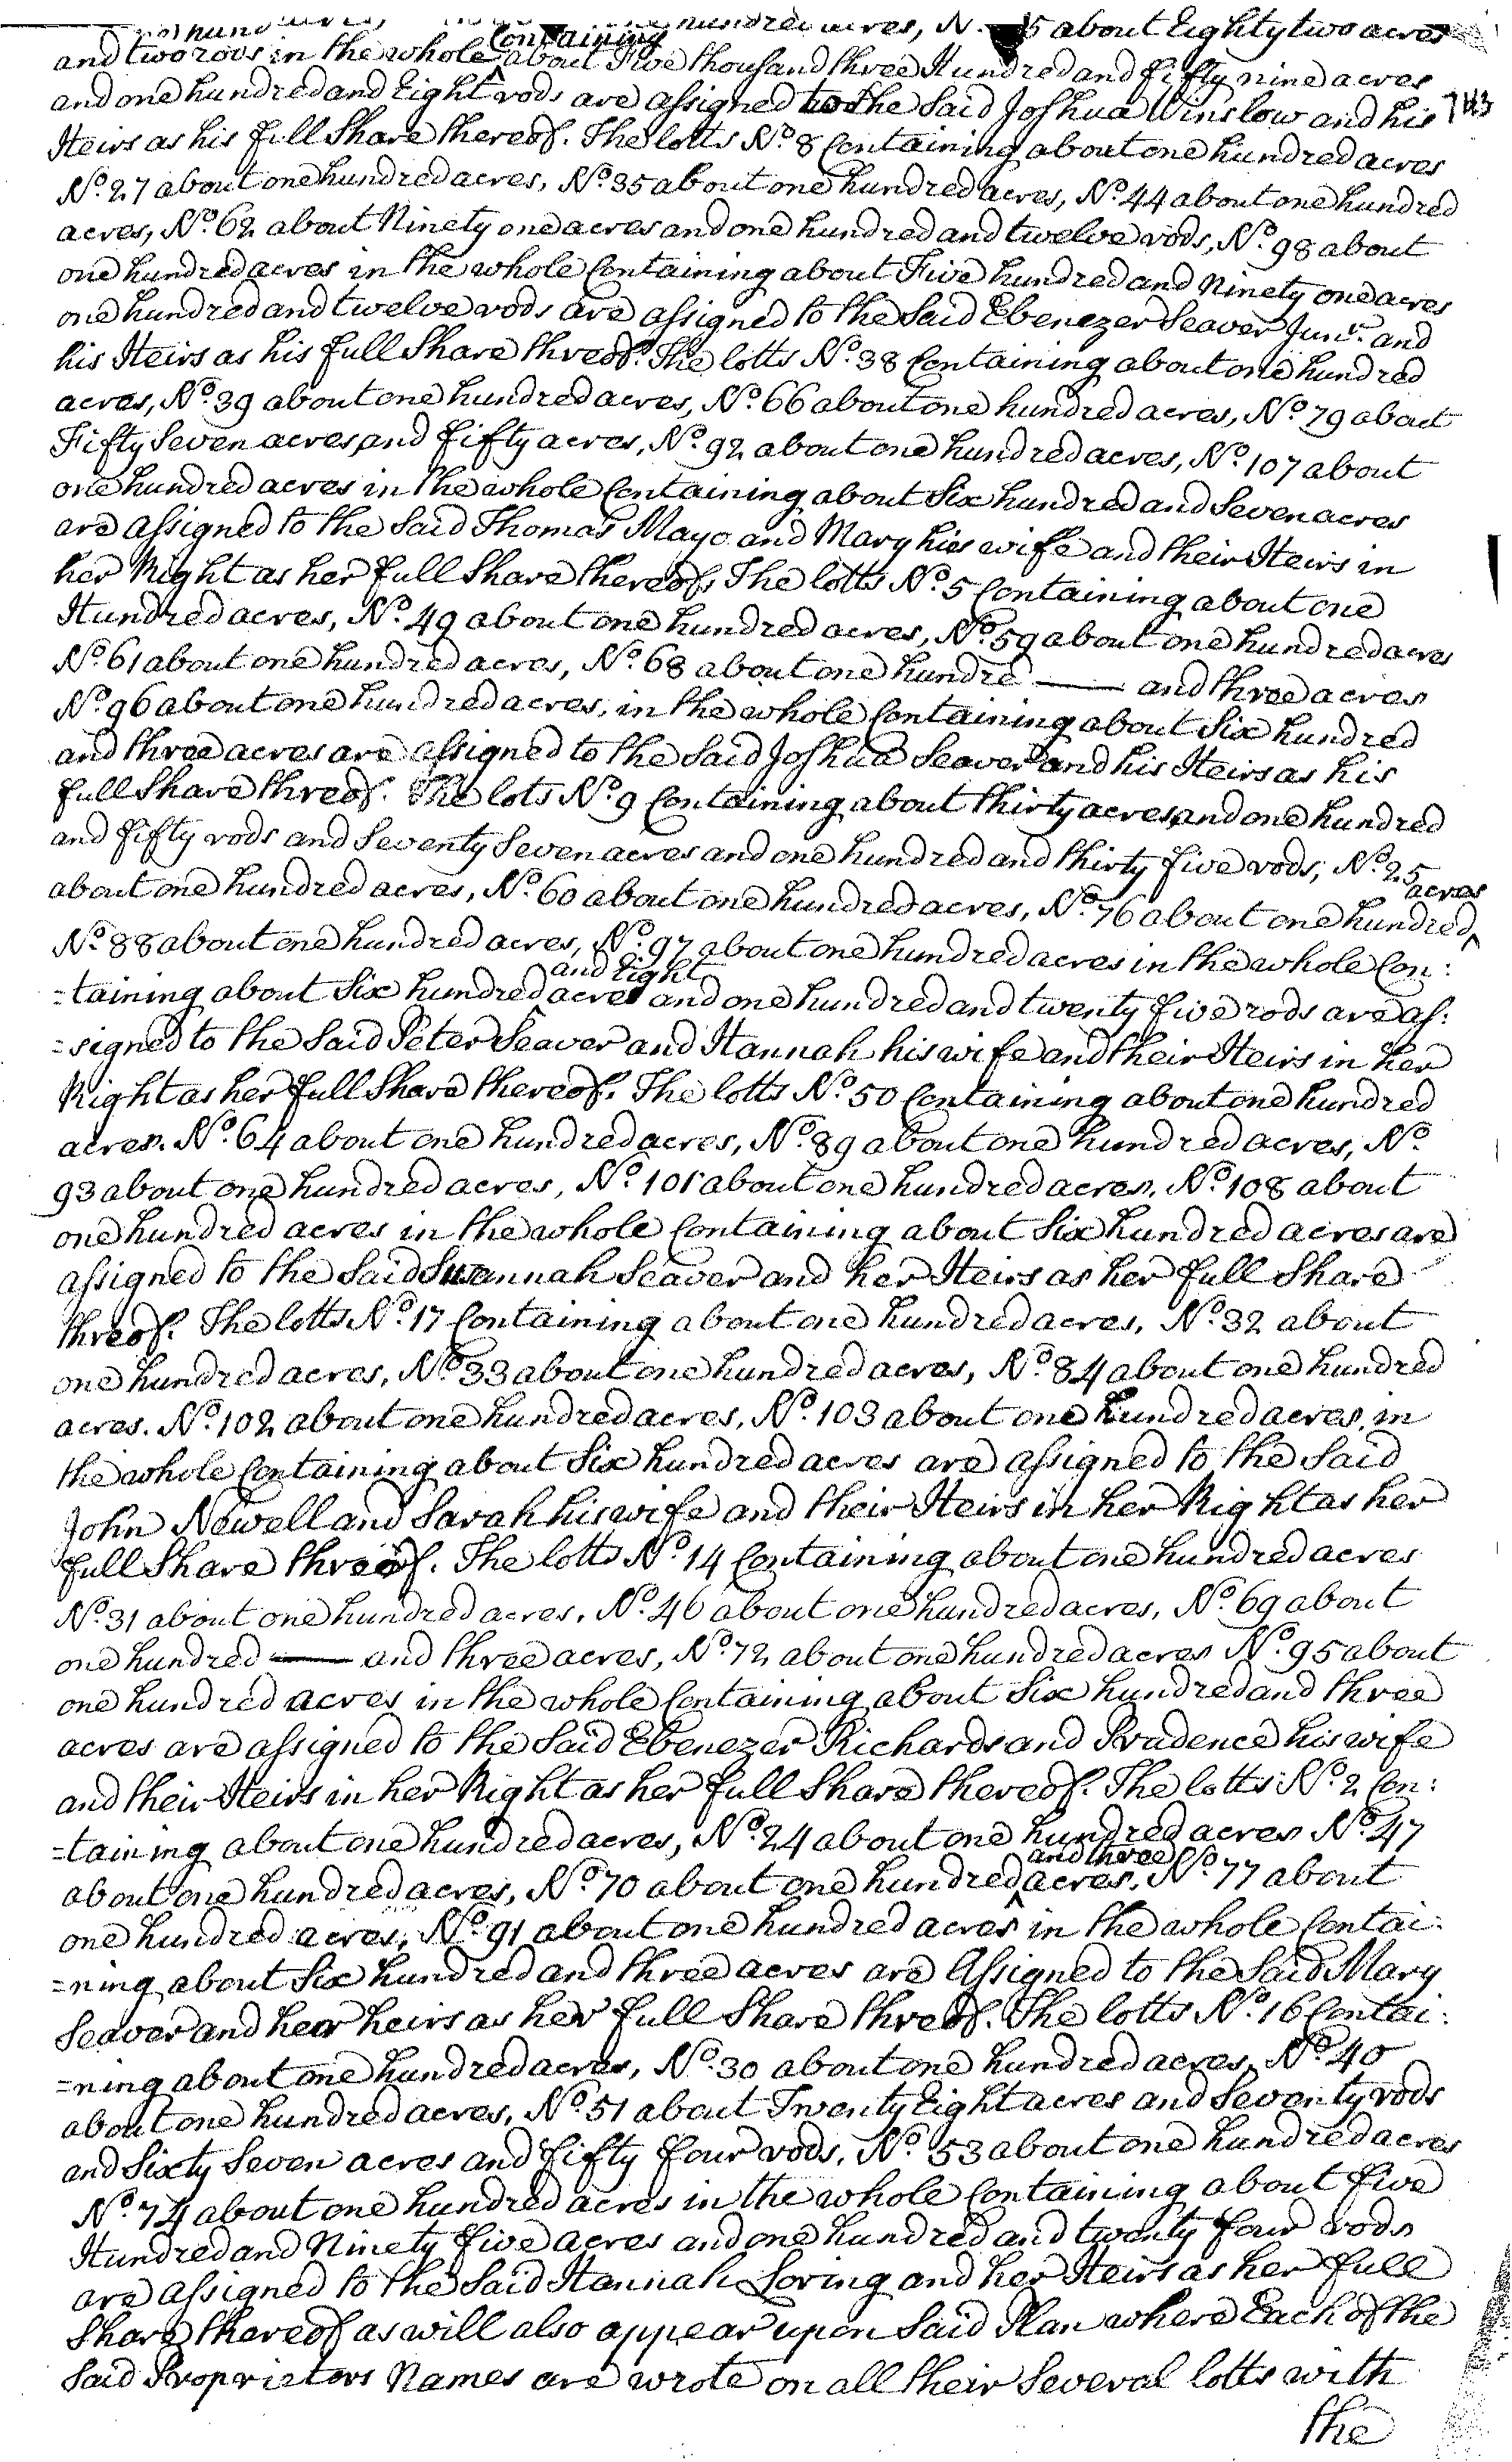 hundred acres, No. 5 about Eighty two acres
and two rods in the whole Containing about Five thousand three Hundred and fifty nine acres
and one hundred and Eight rods are assigned to the Said Joshua Winslow and his
743
Heirs as his full Share thereof. The lotts No. 8 Containing about one hundred acres
No. 27 about one hundred acres, No. 35 about one hundred acres, No. 44 about one hundred
acres, No. 62 about Ninety one acres and one hundred and twelve rods, No. 98 about
one hundred acres in the whole Containing about Five hundred and Ninety one acres
one hundred and twelve rods are assigned to the Said Ebenezer Seaver Junr. and
his Heirs as his full Share threof. The lotts No. 38 Containing about one hundred
acres, No. 39 about one hundred acres, No. 66 about one hundred acres, No. 79 about
Fifty Seven acres and fifty acres, No. 92 about one hundred acres, No. 107 about
one hundred acres in the whole Containing about Six hundred and Seven acres
are assigned to the Said Thomas Mayo and Mary his wife and their Heirs in
her Right as her full Share thereof, The lotts No. 5 Containing about one
Hundred acres, No. 49 about one hundred acres, No. 59 about one hundred acres
No. 61 about one hundred acres, No. 68 about one hundre —— and three acres
No. 96 about one hundred acres, in the whole Containing about Six hundred
and three acres are assigned to the Said Joshua Seaver and his Heirs as his
full Share threof. The lots No. 9 Containing about thirty acres and one hundred
and fifty rods and Seventy Seven acres and one hundred and thirty five rods, No. 25
about one hundred acres, No. 60 about one hundred acres, No. 76 about one hundred acres
No. 88 about one hundred acres, No. 97 about one hundred acres in the whole Con:
=taining about Six hundred and Eight acres and one hundred and twenty five rods are as:
=signed to the Said Peter Seaver and Hannah his wife and their Heirs in her
Right as her full Share thereof. The lotts No. 50 Containing about one hundred
acres. No. 64 about one hundred acres, No. 89 about one hundred acres, No.
93 about one hundred acres, No. 101 about one hundred acres. No. 108 about
one hundred acres in the whole Containing about Six hundred acres are
assigned to the Said Suannah Seaver and her Heirs as her full Share
threof. The lotts No. 17 Containing about one hundred acres, No. 32 about
one hundred acres, No. 33 about one hundred acres, No. 84 about one hundred
acres. No. 102 about one hundred acres, No. 103 about one hundred acres, in
the whole Containing about Six hundred acres are assigned to the Said
John Newell and Sarah his wife and their Heirs in her Right as her
full Share threof. The lotts No. 14 Containing about one hundred acres
No. 31 about one hundred acres, No. 46 about one hundred acres, No. 69 about
one hundred —— and three acres, No. 72 about one hundred acres No. 95 about
one hundred acres in the whole Containing about Six hundred and three
acres are assigned to the Said Ebenezer Richards and Prudence his wife
and their Heirs in her Right as her full Share thereof. The lotts No. 2 Con:
=taining about one hundred acres, No. 24 about one hundred acres No. 47
about one hundred acres, No. 70 about one hundred and three acres. No. 77 about
one hundred acres, No. 91 about one hundred acres in the whole Contai:
=ning about Six hundred and three acres are Assigned to the Said Mary
Seaver and her heirs as her full Share threof. The lotts No. 16 Contai:
=ning about one hundred acres, No. 30 about one hundred acres, No. 40
about one hundred acres, No. 51 about Twenty Eight acres and Seventy rods
and Sixty Seven acres and fifty four rods, No. 53 about one hundred acres
No. 74 about one hundred acres in the whole Containing about five
Hundred and Ninety five acres and one hundred and twenty four rods
are assigned to the Said Hannah Loring and her Heirs as her full
Share thereof as will also appear upon Said Plan where Each of the
Said Proprietors Names are wrote on all their Several lotts with
the